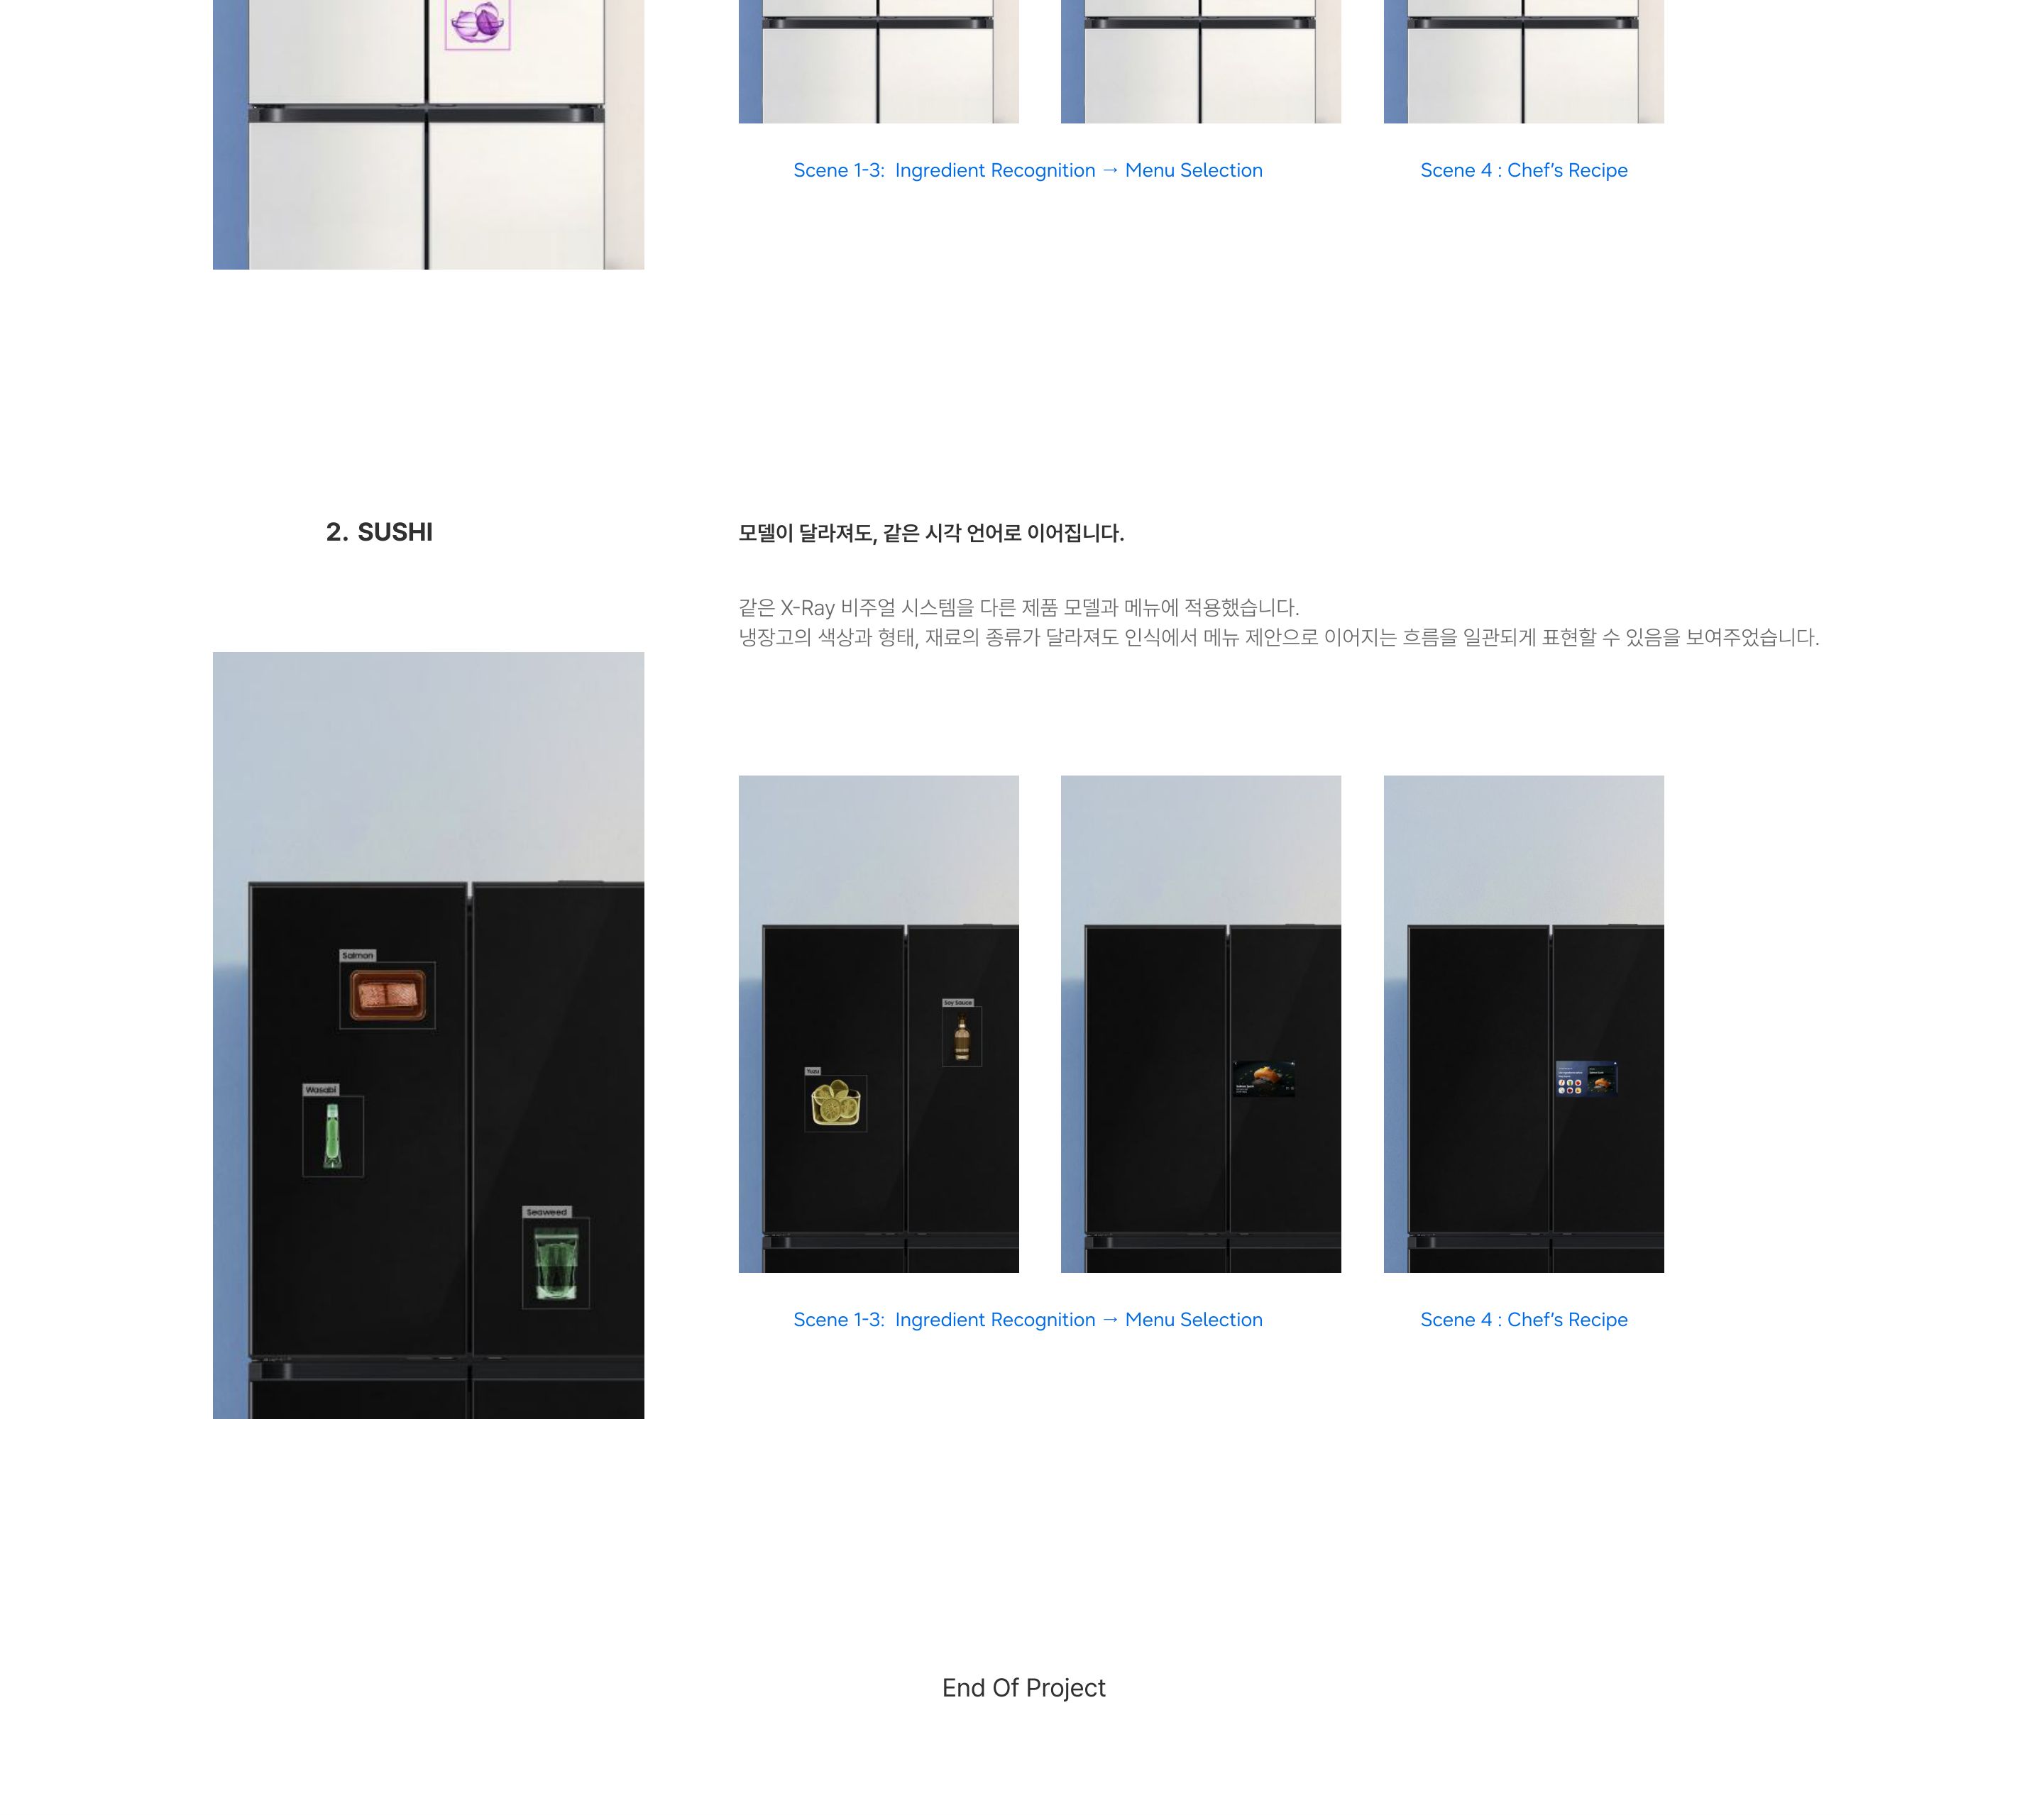 Scene 1-3:  Ingredient Recognition → Menu Selection
Scene 4 : Chef's Recipe
2. SUSHI
모델이 달라져도, 같은 시각 언어로 이어집니다.
같은 X-Ray 비주얼 시스템을 다른 제품 모델과 메뉴에 적용했습니다.
냉장고의 색상과 형태, 재료의 종류가 달라져도 인식에서 메뉴 제안으로 이어지는 흐름을 일관되게 표현할 수 있음을 보여주었습니다.
Salmon
Wasabi
Seaweed
Soy Sauce
Yuzu
Scene 1-3:  Ingredient Recognition → Menu Selection
Scene 4 : Chef's Recipe
End Of Project